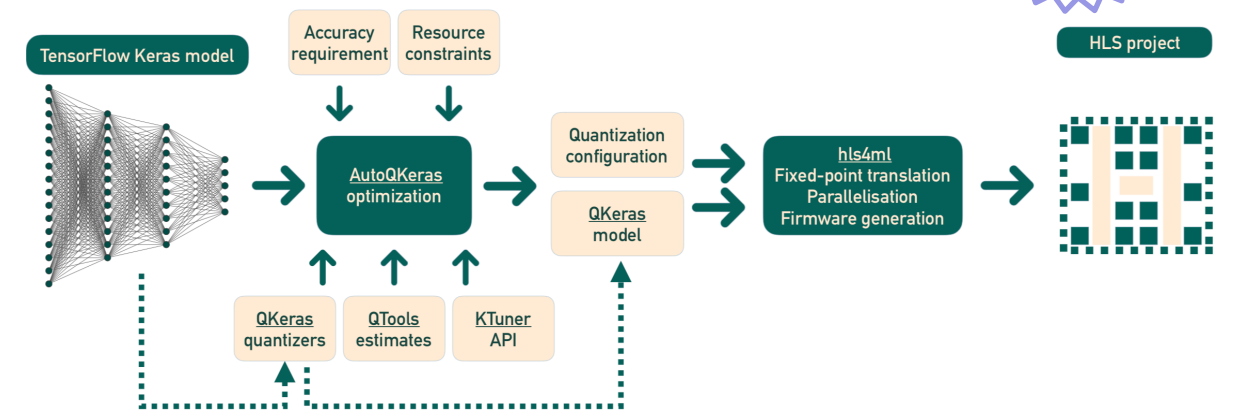 TensorFlow Keras model
Accuracy
requirement
Resource
constraints
HLS project
AutoQKeras
optimization
Quantization
configuration
QKeras
model
hls4ml
Fixed-point translation
Parallelisation
Firmware generation
QKeras
quantizers
QTools
estimates
KTuner
API